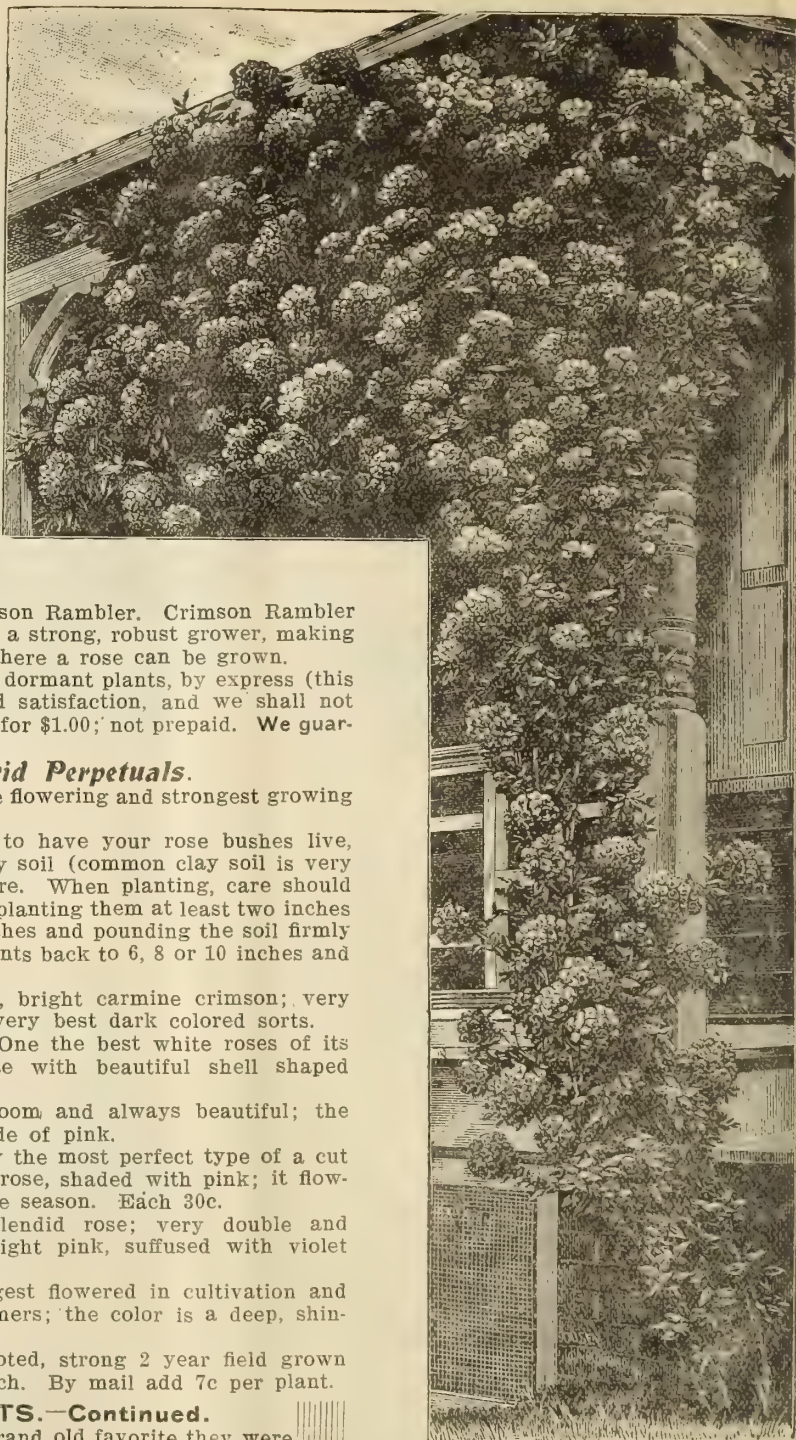 son Rambler. Crimson Rambler
a strong, robust grower, making
here a rose can be grown.
dormant plants, by express (this
d satisfaction, and we shall not
for $1.00; not prepaid. We guar-
id Perpetuals.
e flowering and strongest growing
to have your rose bushes live,
y soil (common clay soil is very
re. When planting, care should
planting them at least two inches
hes and pounding the soil firmly
nts back to 6, 8 or 10 inches and
, bright carmine crimson; very
very best dark colored sorts.
One the best white roses of its
e with beautiful shell shaped
oom and always beautiful; the
le of pink.
the most perfect type of a cut
rose, shaded with pink; it flow-
e season. Each 30c.
lendid rose; very double and
ight pink, suffused with violet
gest flowered in cultivation and
ners; the color is a deep, shin-
oted, strong 2 year field grown
ch. By mail add 7c per plant.
TS.—Continued.
rand old favorite they were